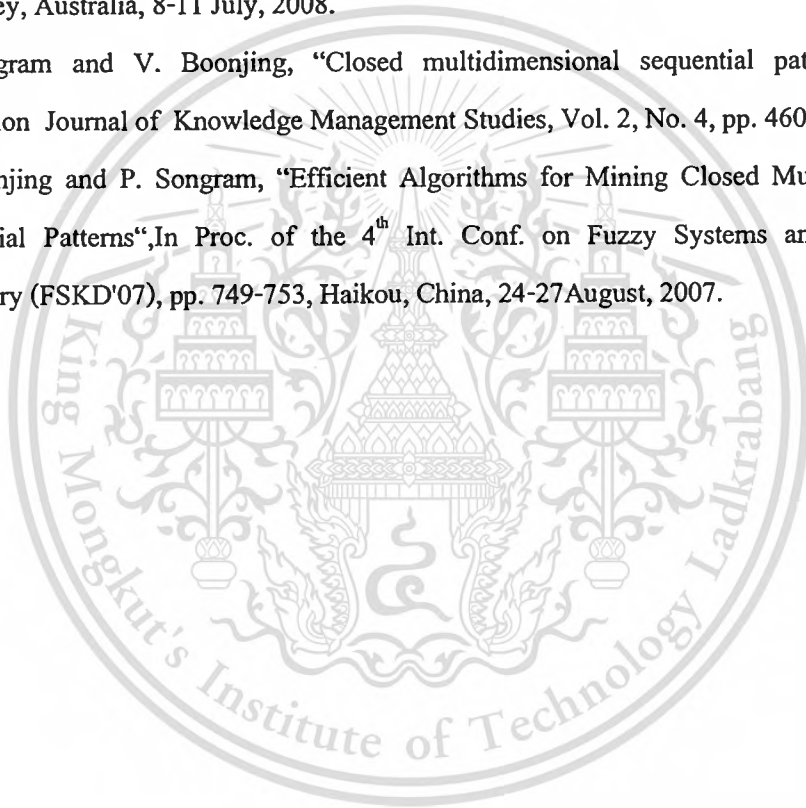 ey, Australia, 8-11 July, 2008.
gram and V. Boonjing, “Closed multidimensional sequential pat
ion Journal of Knowledge Management Studies, Vol. 2, No. 4, pp. 460
njing and P. Songram, “Efficient Algorithms for Mining Closed Mu
ial Patterns“,In Proc. of the 4th Int. Conf. on Fuzzy Systems an
ry (FSKD'07), pp. 749-753, Haikou, China, 24-27August, 2007.
King Mongkut's Institute of Technology Ladkrabang